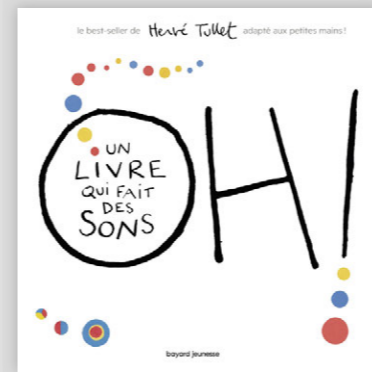 le best-seller de Hervé Tullet adapté aux petites mains !
OH !
UN
LIVRE
QUi FAiT
DES
SONS
bayard jeunesse